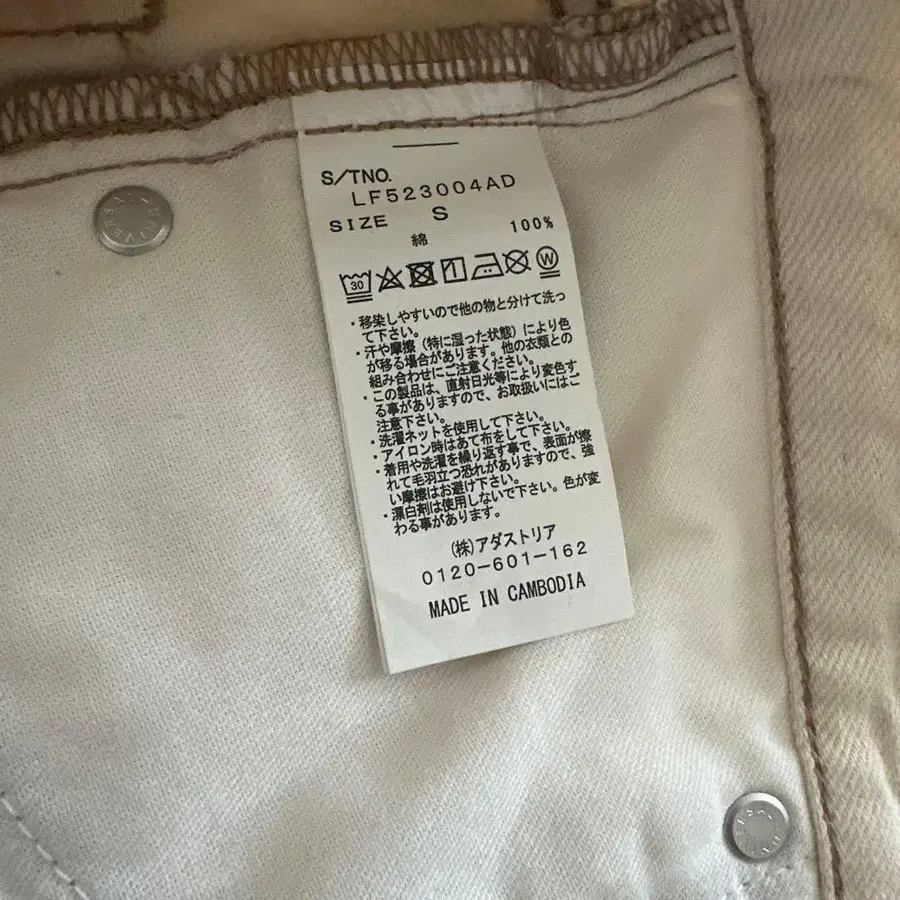 S/TNO.
LF523004AD
SIZE S
綿 100%
30
W
・移染しやすいので他の物と分けて洗っ
て下さい。
・汗や摩擦（特に湿った状態）により色
が移る場合があります。他の衣類との
組み合わせにご注意ください。
・この製品は、直射日光等により変色す
る事がありますので、お取扱いにはご
注意下さい。
・洗濯ネットを使用して下さい。
・アイロン時はあて布をして下さい。
・着用や洗濯を繰り返す事で、表面が擦
れて毛羽立つ恐れがありますので、強
い摩擦はお避け下さい。
・漂白剤は使用しないで下さい。色が変
わる事があります。
(株)アダストリア
0120-601-162
MADE IN CAMBODIA